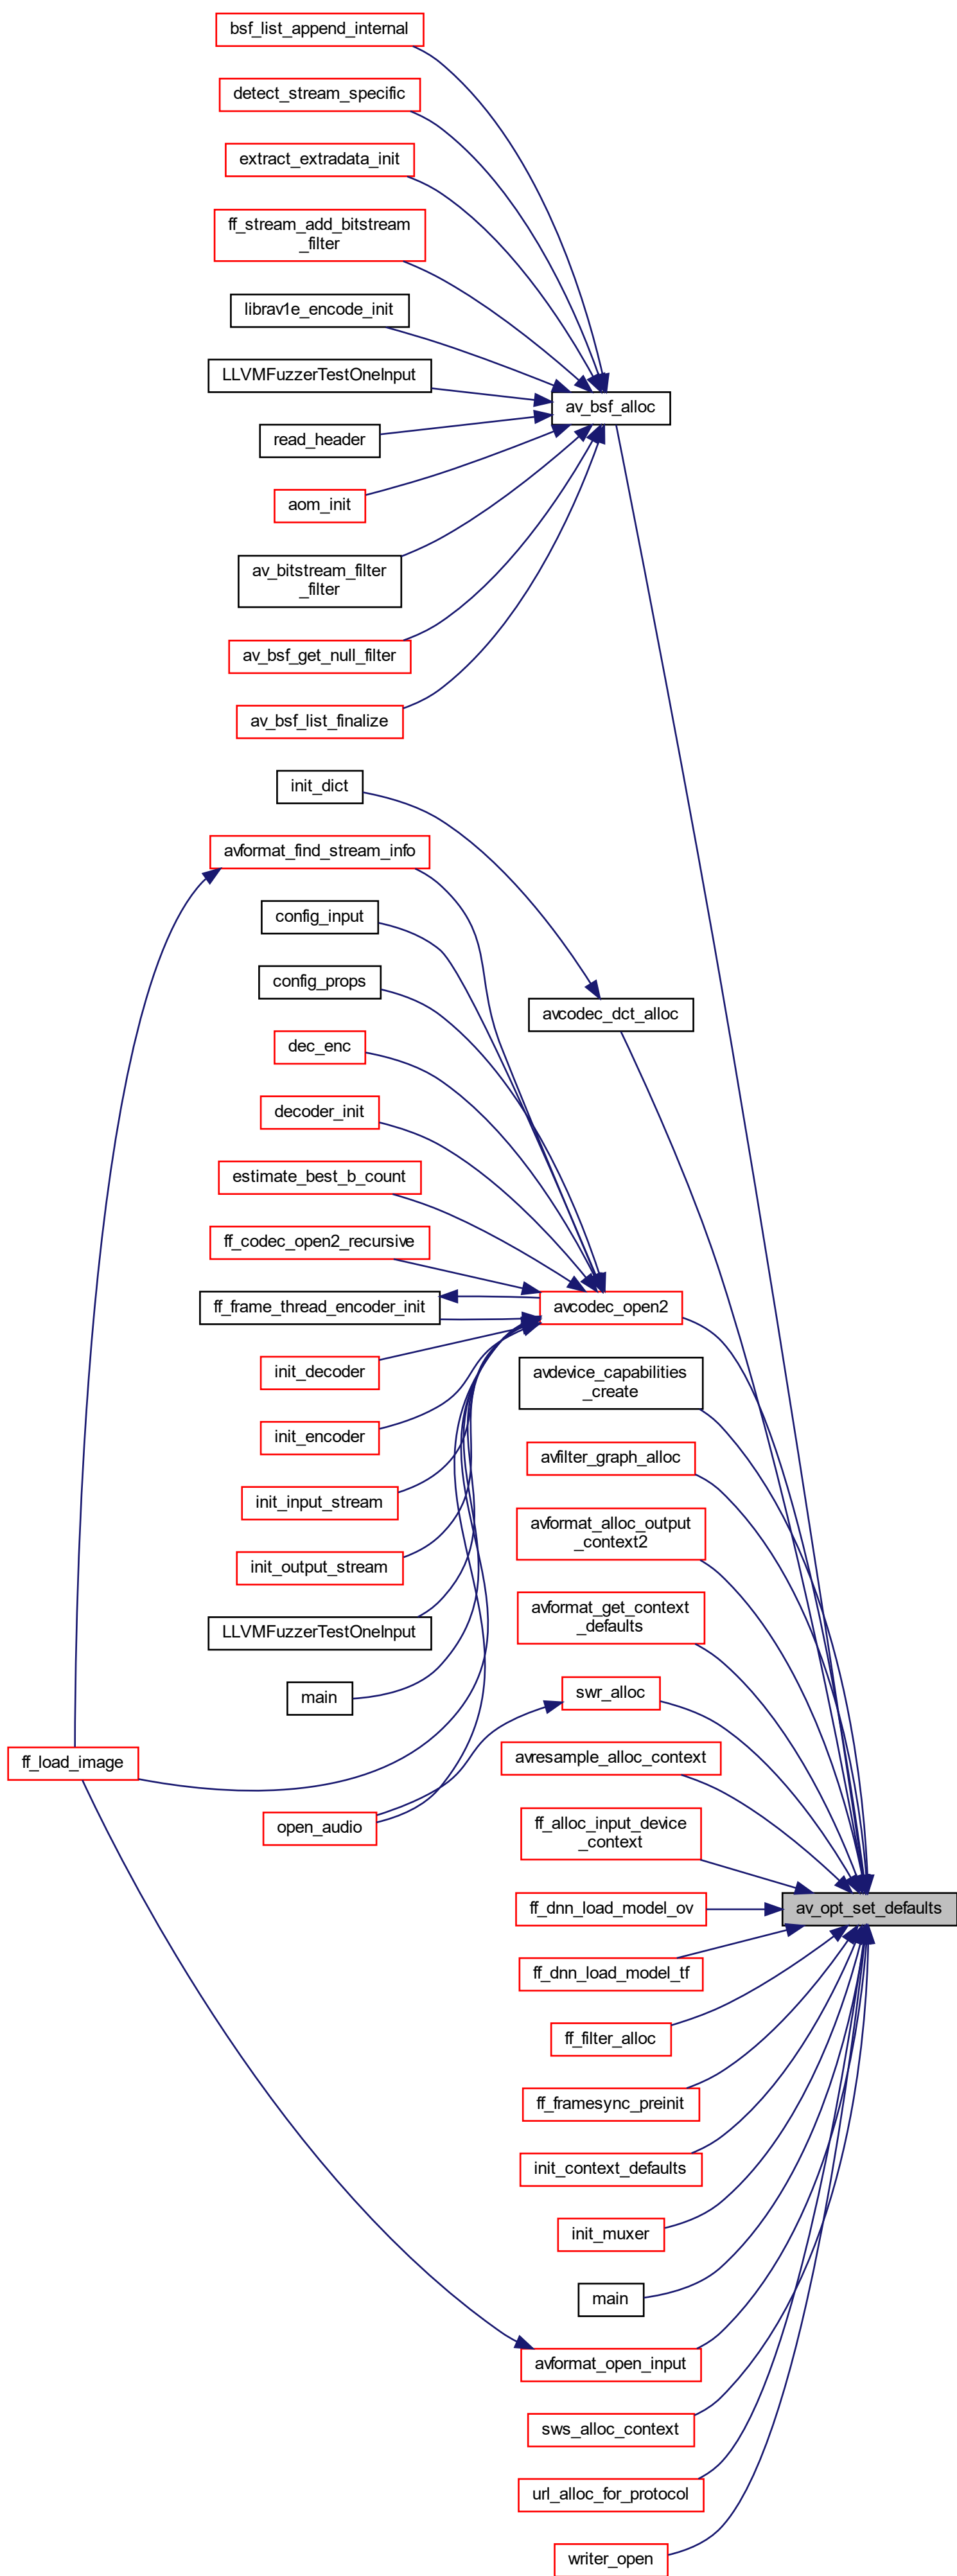 bsf_list_append_internal
detect_stream_specific
extract_extradata_init
ff_stream_add_bitstream
_filter
librav1e_encode_init
LLVMFuzzerTestOneInput
av_bsf_alloc
read_header
aom_init
av_bitstream_filter
_filter
av_bsf_get_null_filter
av_bsf_list_finalize
init_dict
avformat_find_stream_info
config_input
config_props
avcodec_dct_alloc
dec_enc
decoder_init
estimate_best_b_count
ff_codec_open2_recursive
ff_frame_thread_encoder_init
avcodec_open2
init_decoder
avdevice_capabilities
_create
init_encoder
avfilter_graph_alloc
init_input_stream
avformat_alloc_output
_context2
init_output_stream
avformat_get_context
_defaults
LLVMFuzzerTestOneInput
main
swr_alloc
ff_load_image
avresample_alloc_context
open_audio
ff_alloc_input_device
_context
av_opt_set_defaults
ff_dnn_load_model_ov
ff_dnn_load_model_tf
ff_filter_alloc
ff_framesync_preinit
init_context_defaults
init_muxer
main
avformat_open_input
sws_alloc_context
url_alloc_for_protocol
writer_open